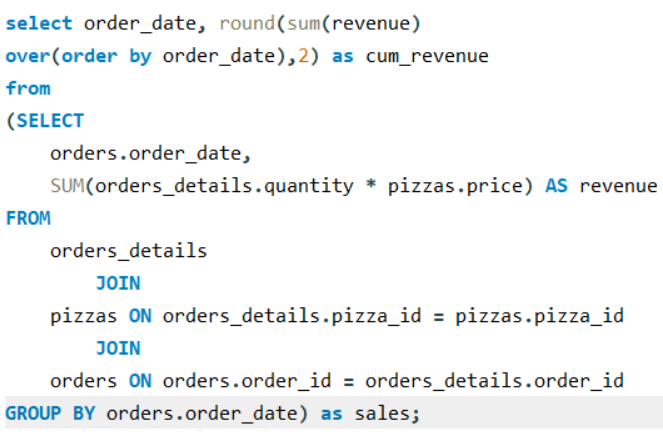 select order_date, round(sum(revenue)
over(order by order_date),2) as cum_revenue
from
(SELECT
orders.order_date,
SUM(orders_details.quantity * pizzas.price) AS revenue
FROM
orders_details
JOIN
pizzas ON orders_details.pizza_id = pizzas.pizza_id
JOIN
orders ON orders.order_id = orders_details.order_id
GROUP BY orders.order_date) as sales;